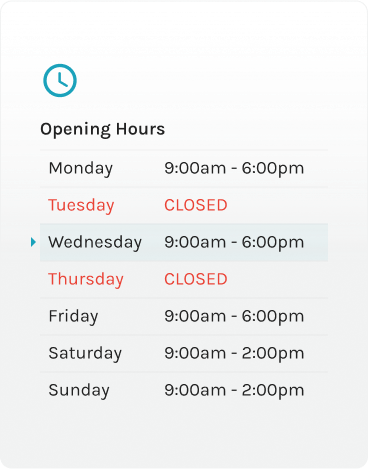 Opening Hours
Monday 9:00am - 6:00pm
Tuesday CLOSED
Wednesday 9:00am - 6:00pm
Thursday CLOSED
Friday 9:00am - 6:00pm
Saturday 9:00am - 2:00pm
Sunday 9:00am - 2:00pm